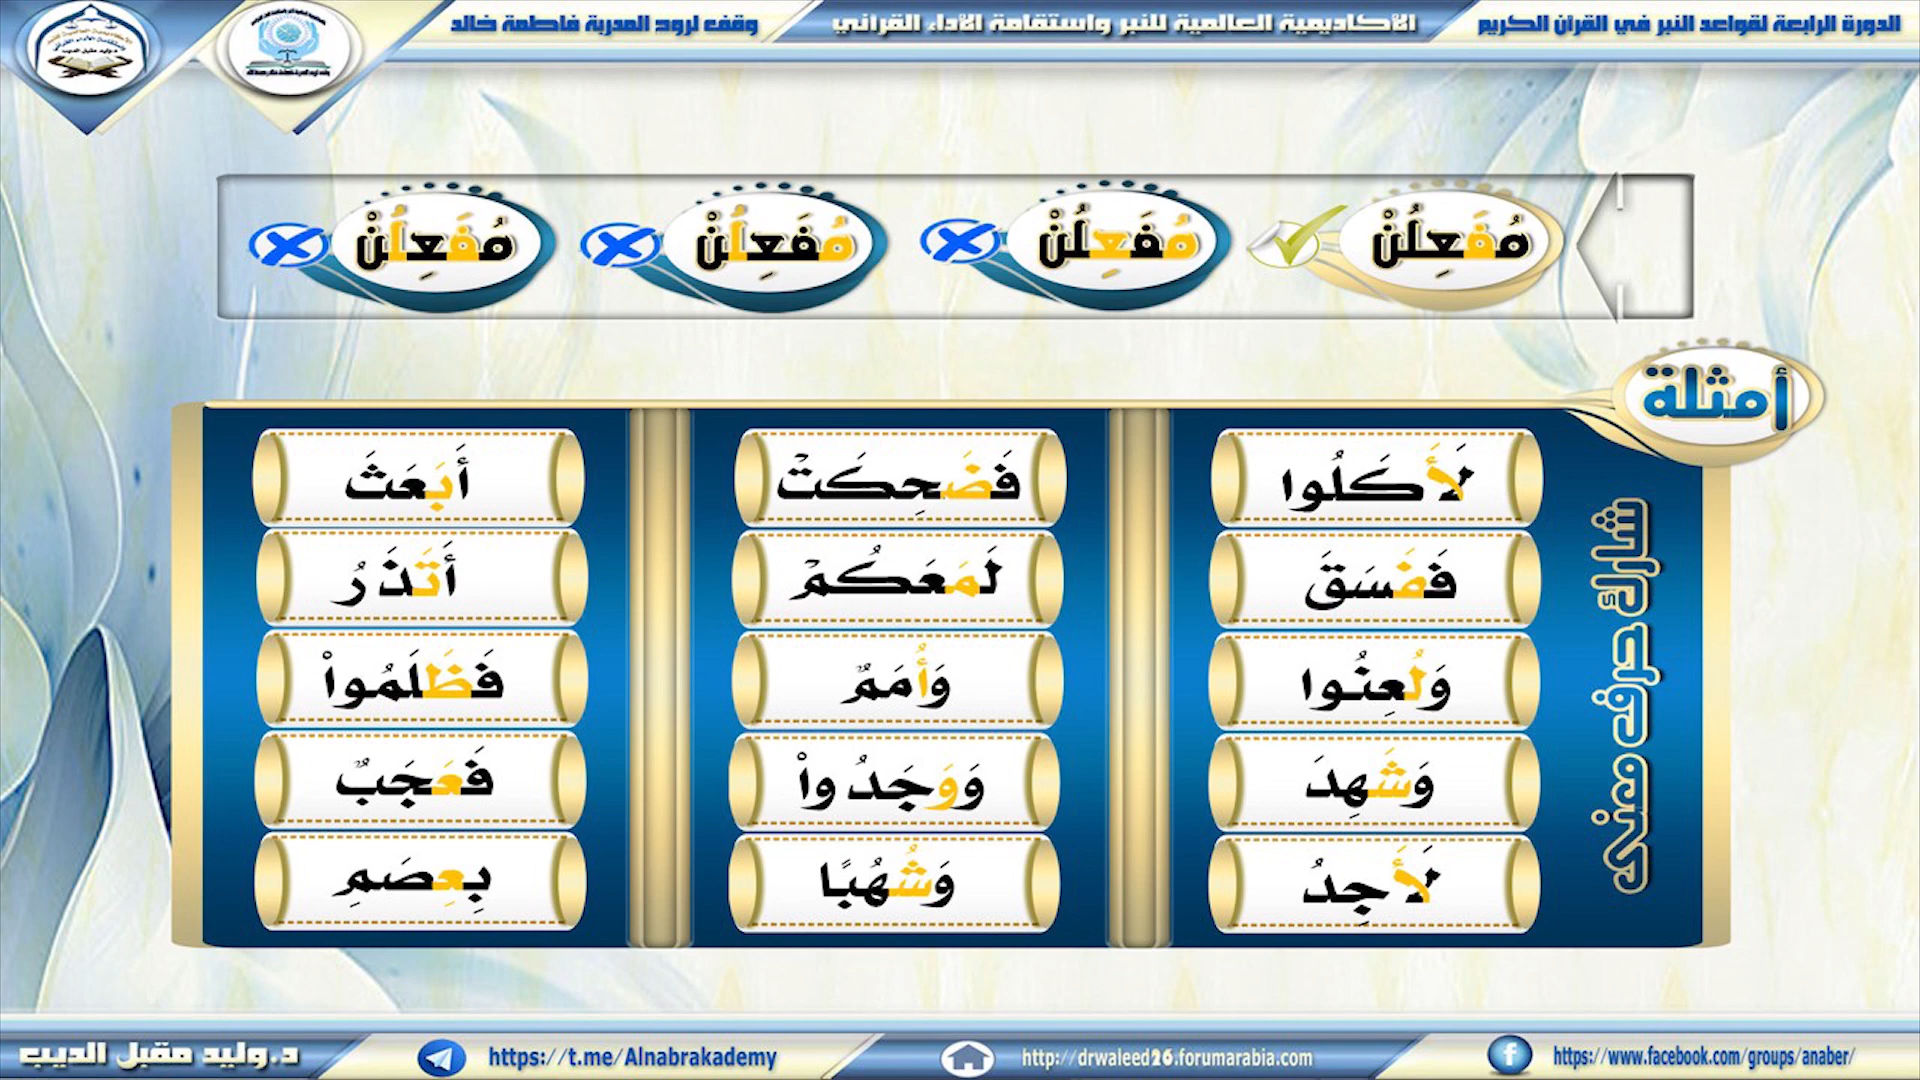 الدورة الرابعة لقواعد النبر في القرآن الكريم
الأكاديمية العالمية للنبر واستقامة الأداء القرآني
وقف لرود المدربة فاطمة خالد
مُفَعِلُنْ مُفَعِلُنْ مُفَعِلُنْ مُفَعِلُنْ
أمثلة
شارك حرف معنى
لَأَكَلُوا
فَفَسَقَ
وَلُعِنُوا
وَشَهِدَ
لَأَجِدُ
فَضَحِكَتْ
لَمَعَكُمْ
وَأُمَمٌ
وَوَجَدُواْ
وَشُهُبًا
أَبَعَثَ
أَتَذَرُ
فَظَلَمُواْ
فَعَجَبٌ
بِعِصَمِ
https://www.facebook.com/groups/anaber/
http://drwaleed26.forumarabia.com
https://t.me/Alnabrakademy
د.وليد مقبل الديب